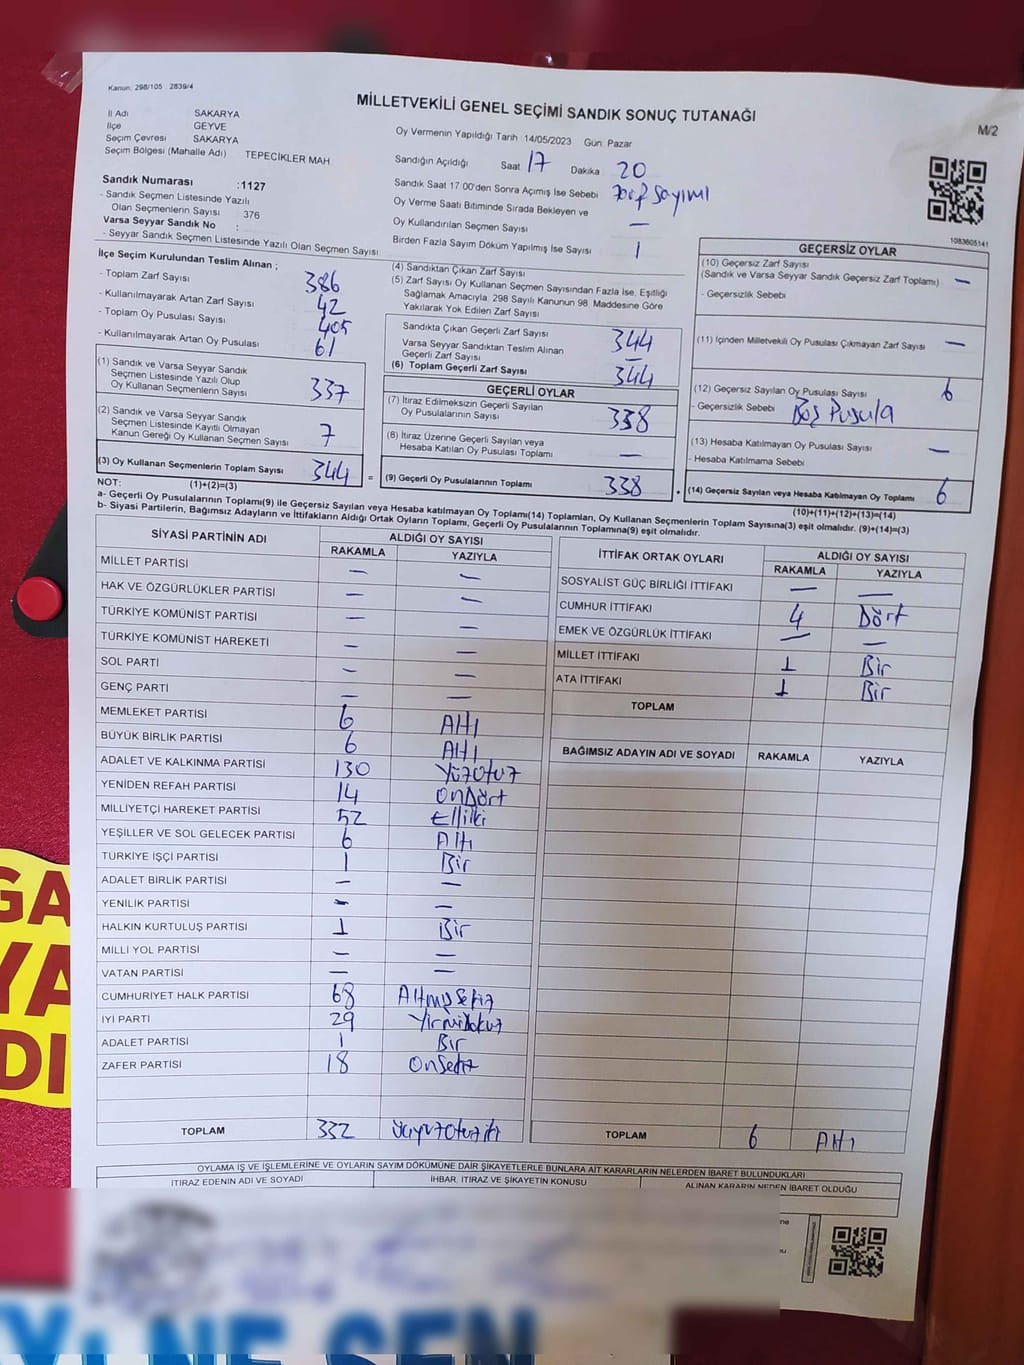 Kanun: 298/105 2839/4
MİLLETVEKİLİ GENEL SEÇİMİ SANDIK SONUÇ TUTANAĞI
M/2
İl Adı SAKARYA
İlçe GEYVE
Seçim Çevresi SAKARYA
Seçim Bölgesi (Mahalle Adı) TEPECİKLER MAH
Sandık Numarası :1127
- Sandık Seçmen Listesinde Yazılı
Olan Seçmenlerin Sayısı : 376
Varsa Seyyar Sandık No :
- Seyyar Sandık Seçmen Listesinde Yazılı Olan Seçmen Sayısı:
Oy Vermenin Yapıldığı Tarih :14/05/2023 Gün: Pazar
Sandığın Açıldığı Saat 17 Dakika : 20
Sandık Saat 17 00'den Sonra Açımış İse Sebebi Zarf Sayımı
Oy Verme Saati Bitiminde Sırada Bekleyen ve
Oy Kullandırılan Seçmen Sayısı —
Birden Fazla Sayım Döküm Yapılmış İse Sayısı 1
1083605141
İlçe Seçim Kurulundan Teslim Alınan ;
- Toplam Zarf Sayısı 386
- Kullanılmayarak Artan Zarf Sayısı 42
- Toplam Oy Pusulası Sayısı 405
- Kullanılmayarak Artan Oy Pusulası 61
(1) Sandık ve Varsa Seyyar Sandık
Seçmen Listesinde Yazılı Olup
Oy Kullanan Seçmenlerin Sayısı 337
(2) Sandık ve Varsa Seyyar Sandık
Seçmen Listesinde Kayıtlı Olmayan
Kanun Gereği Oy Kullanan Seçmen Sayısı 7
(3) Oy Kullanan Seçmenlerin Toplam Sayısı 344 =
(1)+(2)=(3)
(4) Sandıktan Çıkan Zarf Sayısı
(5) Zarf Sayısı Oy Kullanan Seçmen Sayısından Fazla İse, Eşitliği
Sağlamak Amacıyla, 298 Sayılı Kanunun 98. Maddesine Göre
Yakılarak Yok Edilen Zarf Sayısı
Sandıkta Çıkan Geçerli Zarf Sayısı 344
Varsa Seyyar Sandıktan Teslim Alınan
Geçerli Zarf Sayısı —
(6) Toplam Geçerli Zarf Sayısı 344
GEÇERLİ OYLAR
(7) İtiraz Edilmeksizin Geçerli Sayılan
Oy Pusulalarının Sayısı 338
(8) İtiraz Üzerine Geçerli Sayılan veya
Hesaba Katılan Oy Pusulası Toplamı —
(9) Geçerli Oy Pusulalarının Toplamı 338 +
GEÇERSİZ OYLAR
(10) Geçersiz Zarf Sayısı
(Sandık ve Varsa Seyyar Sandık Geçersiz Zarf Toplamı) —
- Geçersizlik Sebebi
(11) İçinden Milletvekili Oy Pusulası Çıkmayan Zarf Sayısı —
(12) Geçersiz Sayılan Oy Pusulası Sayısı 6
- Geçersizlik Sebebi Boş Pusula
(13) Hesaba Katılmayan Oy Pusulası Sayısı —
- Hesaba Katılmama Sebebi
(14) Geçersiz Sayılan veya Hesaba Katılmayan Oy Toplamı 6
(10)+(11)+(12)+(13)=(14)
NOT:
a- Geçerli Oy Pusulalarının Toplamı(9) ile Geçersiz Sayılan veya Hesaba katılmayan Oy Toplamı(14) Toplamları, Oy Kullanan Seçmenlerin Toplam Sayısına(3) eşit olmalıdır. (9)+(14)=(3)
b- Siyasi Partilerin, Bağımsız Adayların ve İttifakların Aldığı Ortak Oyların Toplamı, Geçerli Oy Pusulalarının Toplamına(9) eşit olmalıdır.
SİYASİ PARTİNİN ADI ALDIĞI OY SAYISI
RAKAMLA YAZIYLA
MİLLET PARTİSİ — —
HAK VE ÖZGÜRLÜKLER PARTİSİ — —
TÜRKİYE KOMÜNİST PARTİSİ — —
TÜRKİYE KOMÜNİST HAREKETİ — —
SOL PARTİ — —
GENÇ PARTİ — —
MEMLEKET PARTİSİ 6 Altı
BÜYÜK BİRLİK PARTİSİ 6 Altı
ADALET VE KALKINMA PARTİSİ 130 Yüzotuz
YENİDEN REFAH PARTİSİ 14 OnDört
MİLLİYETÇİ HAREKET PARTİSİ 52 Elliiki
YEŞİLLER VE SOL GELECEK PARTİSİ 6 Altı
TÜRKİYE İŞÇİ PARTİSİ 1 Bir
ADALET BİRLİK PARTİSİ — —
YENİLİK PARTİSİ — —
HALKIN KURTULUŞ PARTİSİ 1 Bir
MİLLİ YOL PARTİSİ — —
VATAN PARTİSİ — —
CUMHURİYET HALK PARTİSİ 68 Altmışsekiz
İYİ PARTİ 29 Yirmidokuz
ADALET PARTİSİ 1 Bir
ZAFER PARTİSİ 18 Onsekiz
TOPLAM 332 üçyüzotuziki
İTTİFAK ORTAK OYLARI ALDIĞI OY SAYISI
RAKAMLA YAZIYLA
SOSYALİST GÜÇ BİRLİĞİ İTTİFAKI — —
CUMHUR İTTİFAKI 4 Dört
EMEK VE ÖZGÜRLÜK İTTİFAKI — —
MİLLET İTTİFAKI 1 Bir
ATA İTTİFAKI 1 Bir
TOPLAM
BAĞIMSIZ ADAYIN ADI VE SOYADI RAKAMLA YAZIYLA
TOPLAM 6 Altı
OYLAMA İŞ VE İŞLEMLERİNE VE OYLARIN SAYIM DÖKÜMÜNE DAİR ŞİKAYETLERLE BUNLARA AİT KARARLARIN NELERDEN İBARET BULUNDUKLARI
İTİRAZ EDENİN ADI VE SOYADI İHBAR, İTİRAZ VE ŞİKAYETİN KONUSU ALINAN KARARIN NEDEN İBARET OLDUĞU
GA
YA
DI